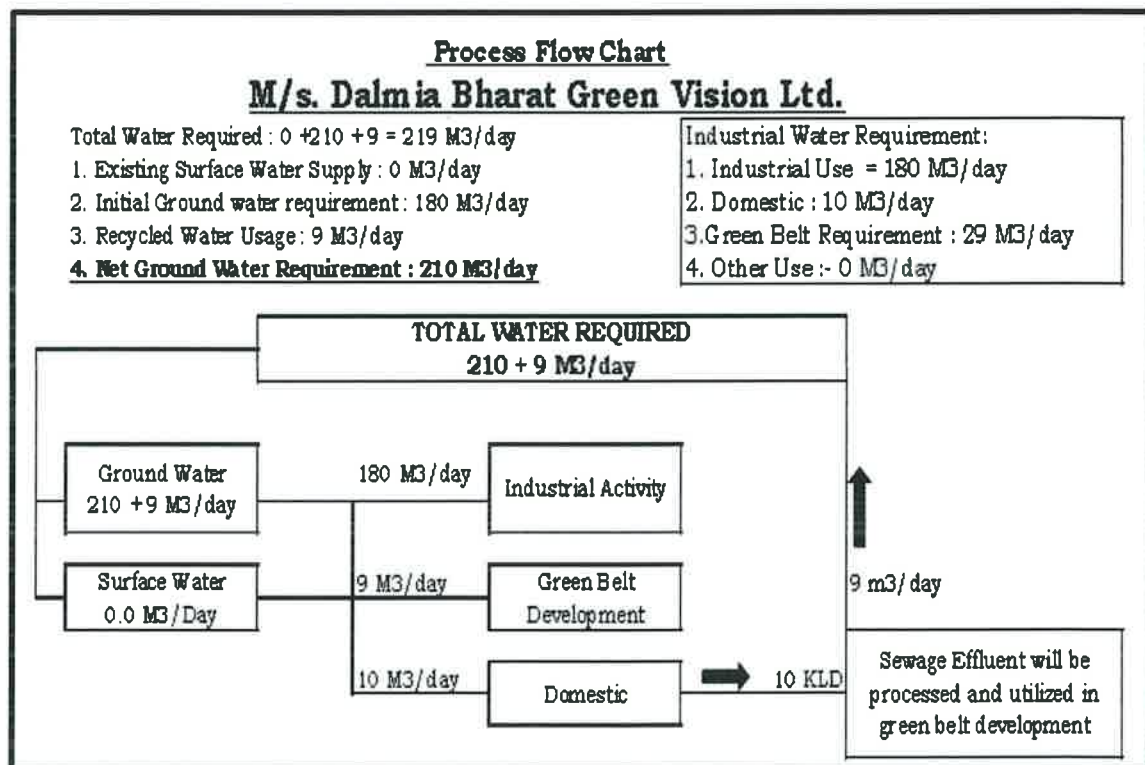 Process Flow Chart
M/s. Dalmia Bharat Green Vision Ltd.
Total Water Required : 0 +210 + 9 = 219 M3/day
1. Existing Surface Water Supply : 0 M3/day
2. Initial Ground water requirement : 180 M3/day
3. Recycled Water Usage : 9 M3/day
4. Net Ground Water Requirement : 210 M3/day
Industrial Water Requirement:
1. Industrial Use = 180 M3/day
2. Domestic : 10 M3/day
3.Green Belt Requirement : 29 M3/day
4. Other Use :- 0 M3/day
TOTAL WATER REQUIRED
210 + 9 M3/day
Ground Water
210 +9 M3/day
180 M3/day
Industrial Activity
Surface Water
0.0 M3/Day
9 M3/day
Green Belt
Development
9 m3/day
10 M3/day
Domestic
10 KLD
Sewage Effluent will be
processed and utilized in
green belt development